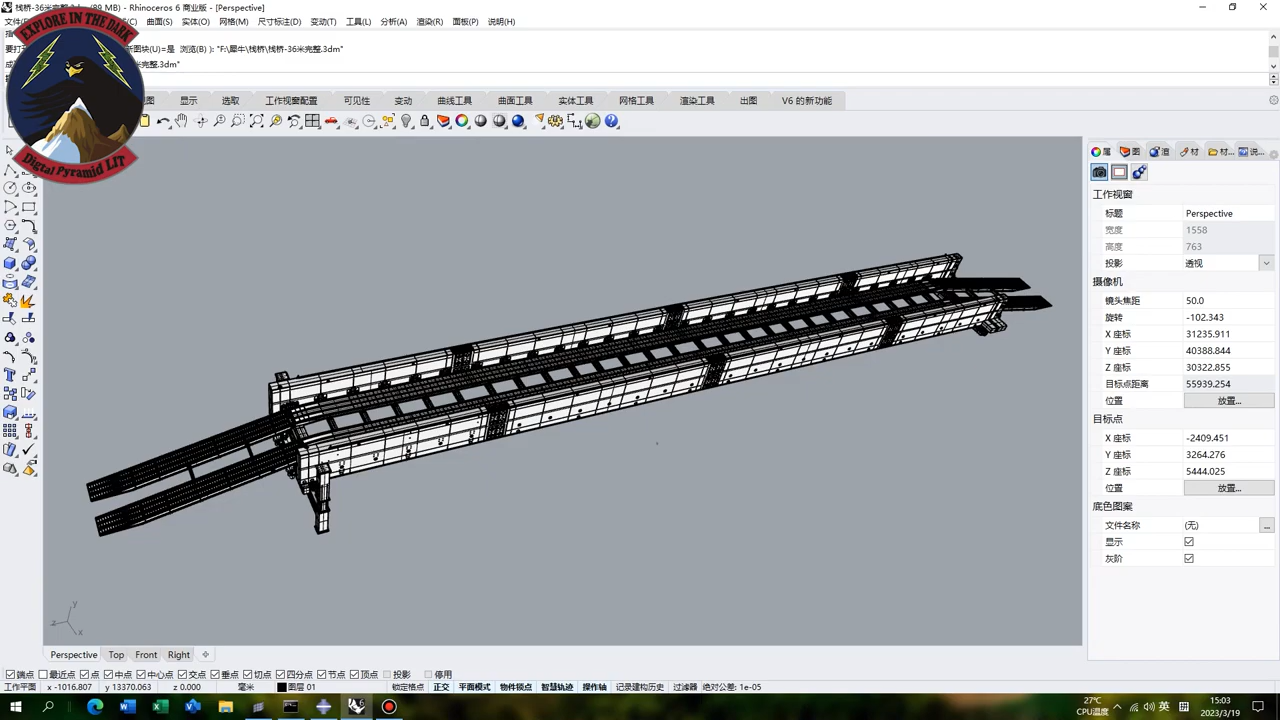 栈桥-36米完整.3dm (89 MB) - Rhinoceros 6 商业版 - [Perspective]
曲面(S) 实体(O) 网格(M) 尺寸标注(D) 变动(T) 工具(L) 分析(A) 渲染(R) 面板(P) 说明(H)
新图块(U)=是 浏览(B) ): "F:\犀牛\栈桥\栈桥-36米完整.3dm"
米完整.3dm"
EXPLORE IN THE DARK
Digtal Pyramid LIT
显示 选取 工作视窗配置 可见性 变动 曲线工具 曲面工具 实体工具 网格工具 渲染工具 出图 V6 的新功能
属 图 渲 材 材... 说...
工作视窗
标题 Perspective
宽度 1558
高度 763
投影 透视
摄像机
镜头焦距 50.0
旋转 -102.343
X 座标 31235.911
Y 座标 40388.844
Z 座标 30322.855
目标点距离 55939.254
位置 放置...
目标点
X 座标 -2409.451
Y 座标 3264.276
Z 座标 5444.025
位置 放置...
底色图案
文件名称 (无) ...
显示
灰阶
y
z
x
Perspective Top Front Right
端点 最近点 点 中点 中心点 交点 垂点 切点 四分点 节点 顶点 投影 停用
工作平面 x -1016.807 y 13370.063 z 0.000 毫米 图层 01 锁定格点 正交 平面模式 物件锁点 智慧轨迹 操作轴 记录建构历史 过滤器 绝对公差: 1e-05
27℃
CPU温度
英
拼
15:03
2023/3/19